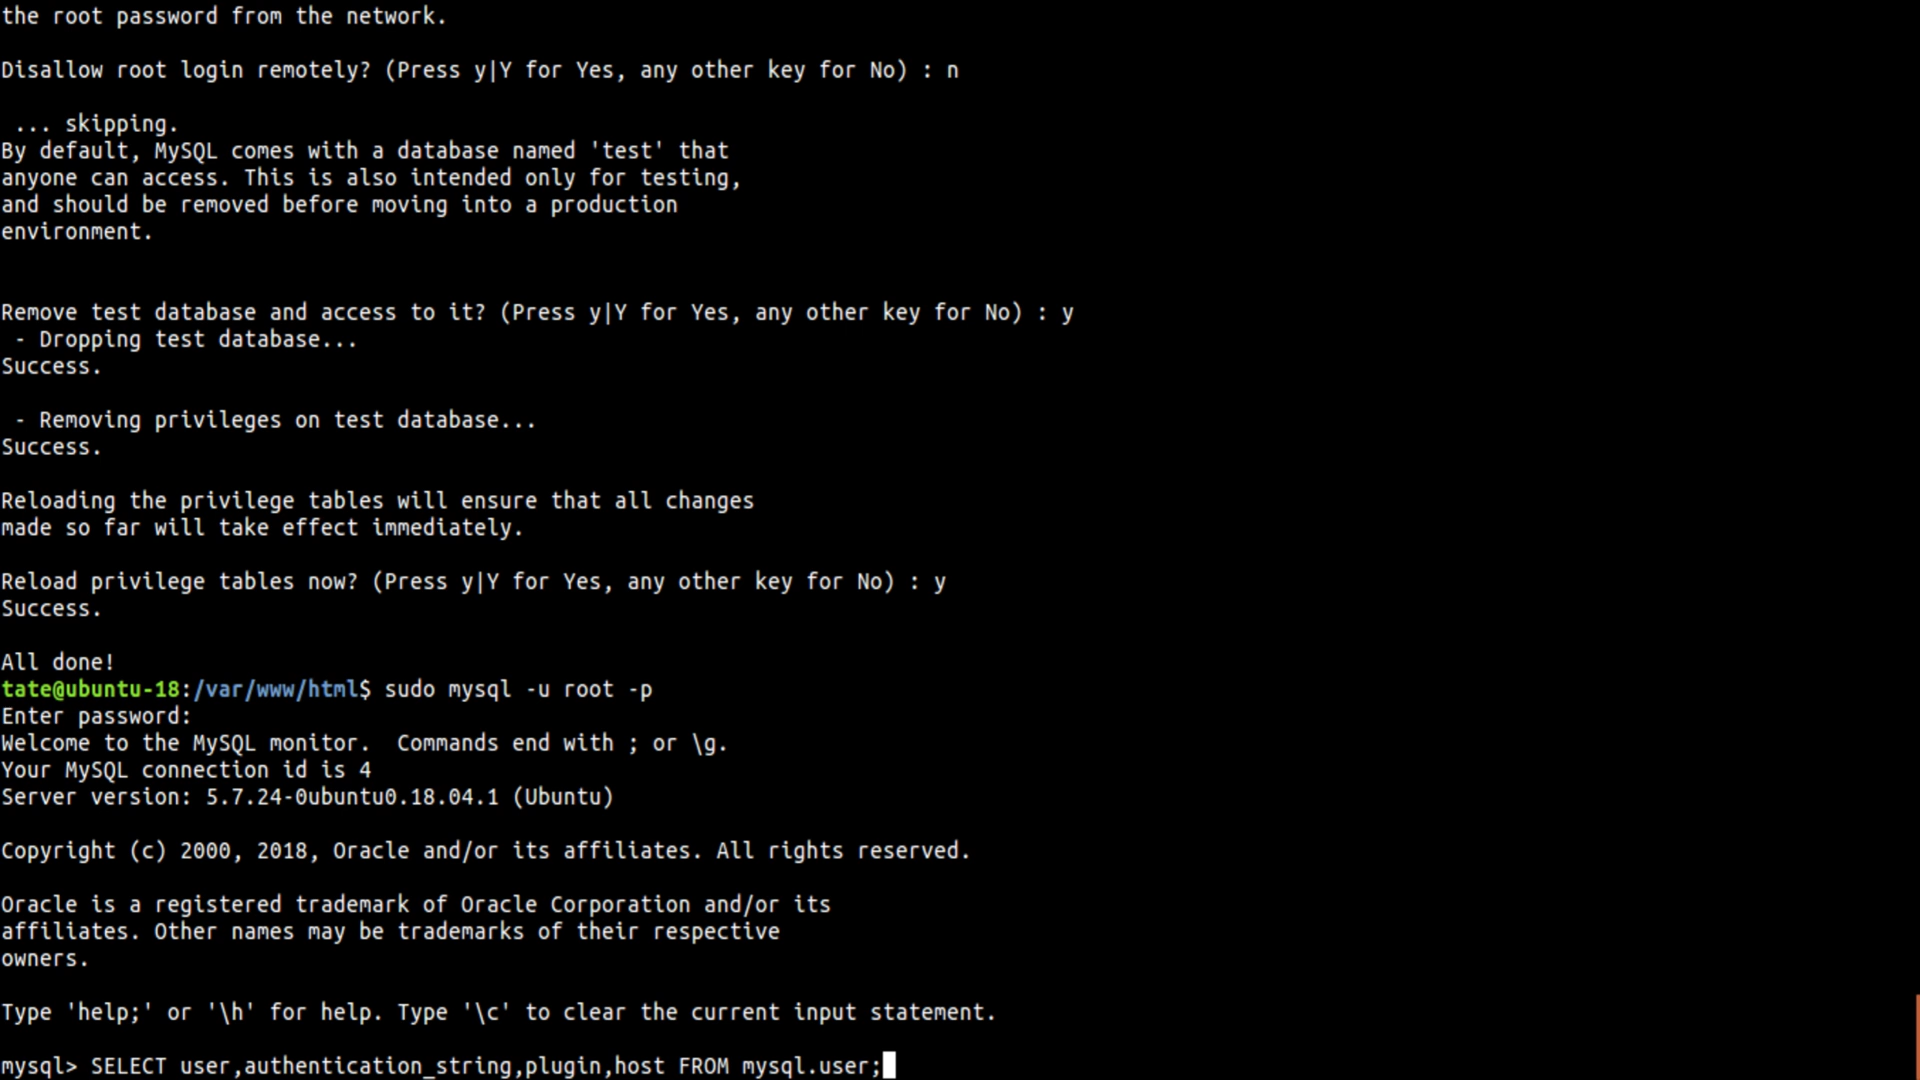 the root password from the network.
Disallow root login remotely? (Press y|Y for Yes, any other key for No) : n
... skipping.
By default, MySQL comes with a database named 'test' that
anyone can access. This is also intended only for testing,
and should be removed before moving into a production
environment.
Remove test database and access to it? (Press y|Y for Yes, any other key for No) : y
- Dropping test database...
Success.
- Removing privileges on test database...
Success.
Reloading the privilege tables will ensure that all changes
made so far will take effect immediately.
Reload privilege tables now? (Press y|Y for Yes, any other key for No) : y
Success.
All done!
tate@ubuntu-18:/var/www/html$ sudo mysql -u root -p
Enter password:
Welcome to the MySQL monitor.  Commands end with ; or \g.
Your MySQL connection id is 4
Server version: 5.7.24-0ubuntu0.18.04.1 (Ubuntu)
Copyright (c) 2000, 2018, Oracle and/or its affiliates. All rights reserved.
Oracle is a registered trademark of Oracle Corporation and/or its
affiliates. Other names may be trademarks of their respective
owners.
Type 'help;' or '\h' for help. Type '\c' to clear the current input statement.
mysql> SELECT user,authentication_string,plugin,host FROM mysql.user;